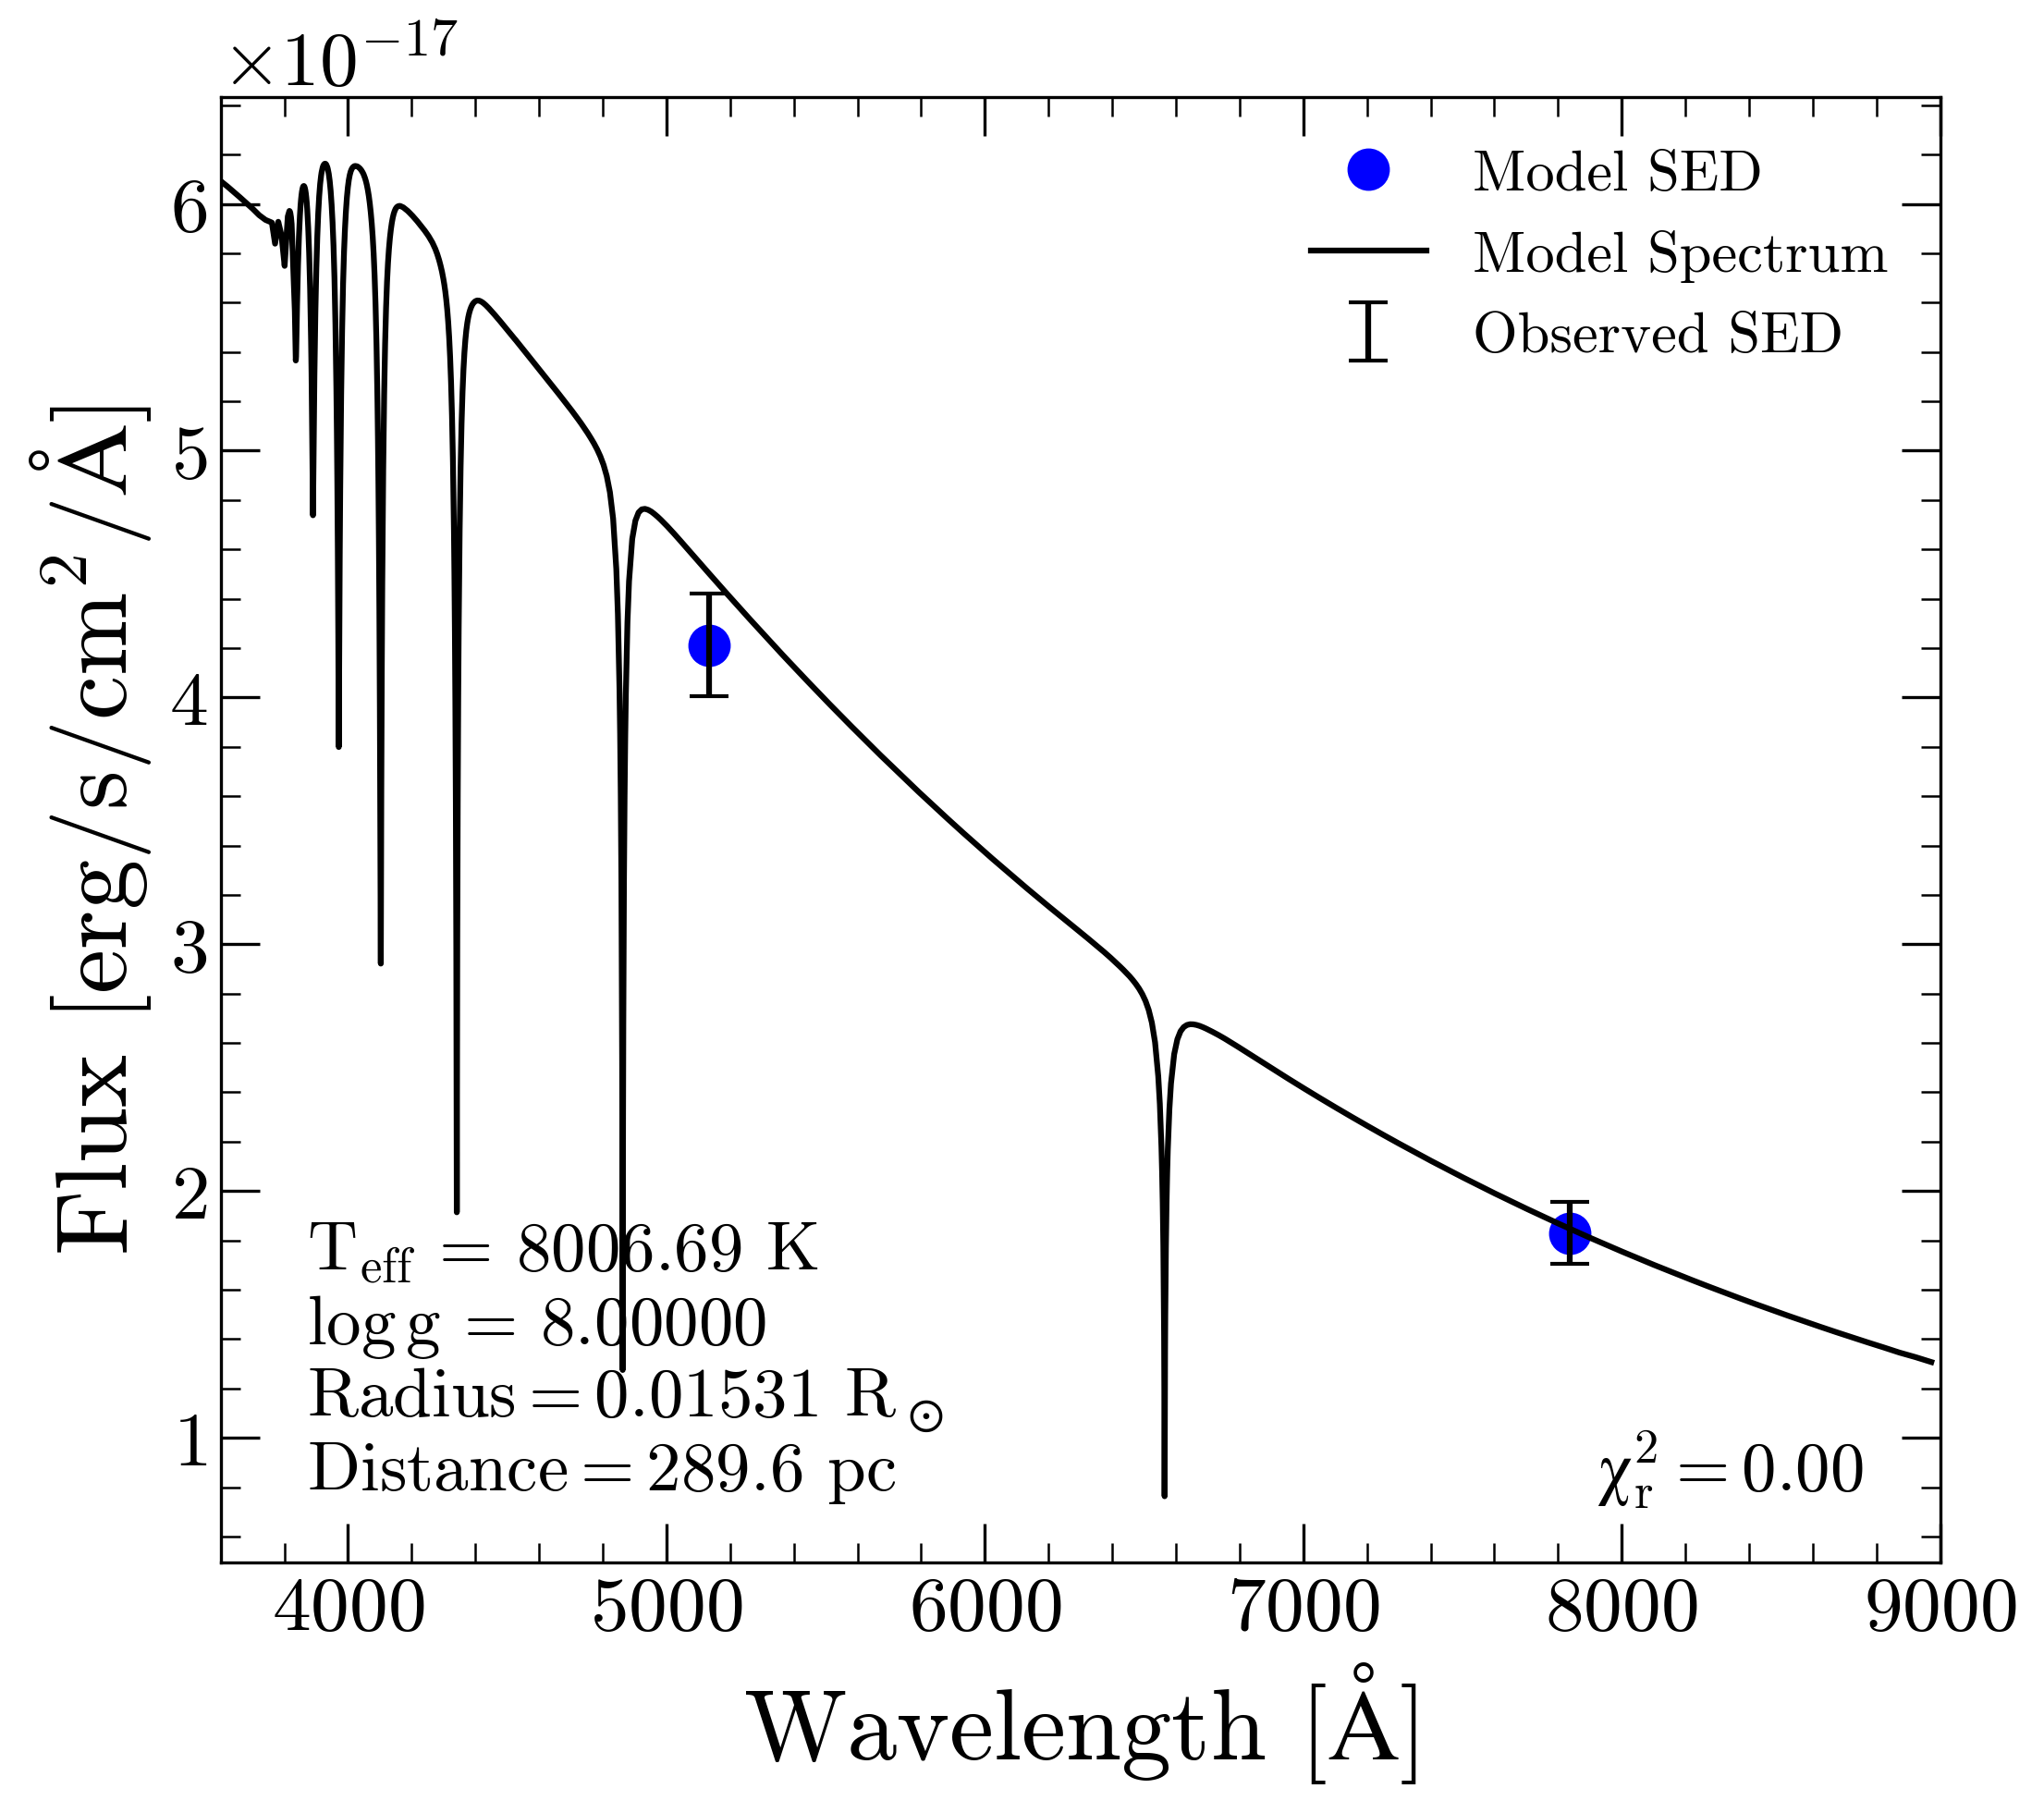 ×10⁻¹⁷
Flux [erg/s/cm²/Å]
6
5
4
3
2
1
Model SED
Model Spectrum
Observed SED
T_eff = 8006.69 K
log g = 8.00000
Radius = 0.01531 R_⊙
Distance = 289.6 pc
χ²_r = 0.00
4000 5000 6000 7000 8000 9000
Wavelength [Å]